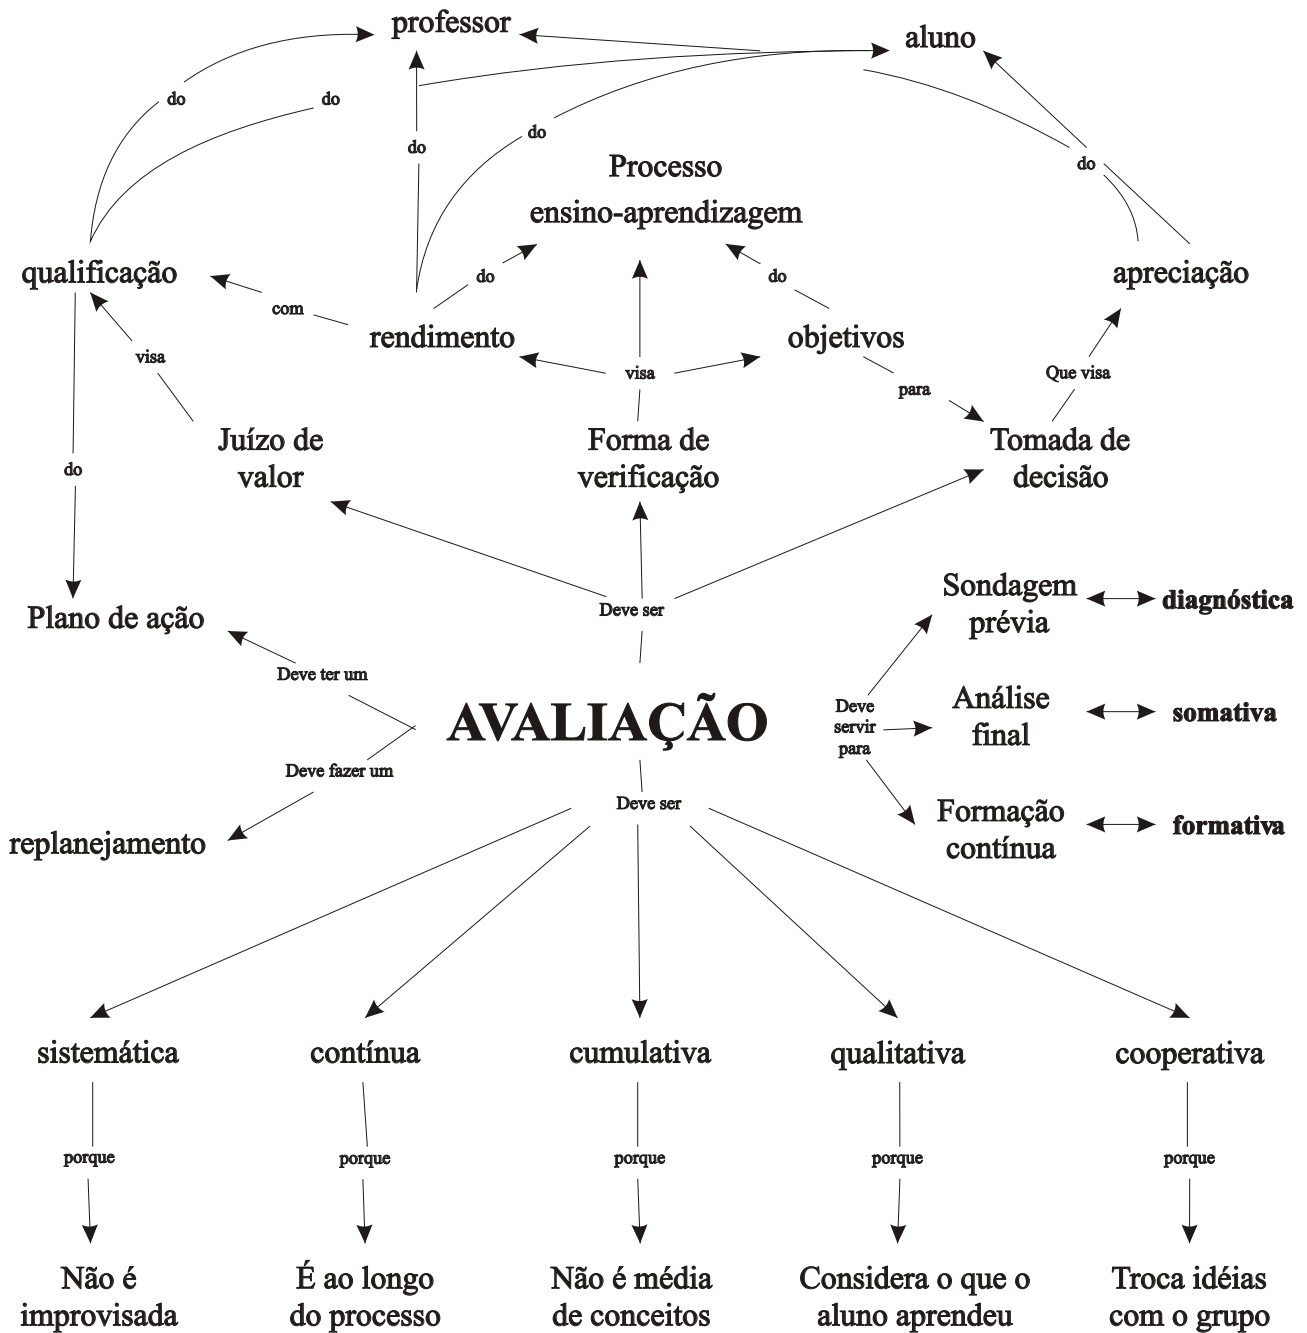 professor
aluno
do
do
do
do
do
Processo
ensino-aprendizagem
qualificação
do
do
apreciação
com
rendimento
objetivos
visa
visa
Que visa
para
Juízo de
valor
Forma de
verificação
Tomada de
decisão
do
Plano de ação
Deve ser
Sondagem
prévia
diagnóstica
Deve ter um
AVALIAÇÃO
Deve
servir
para
Análise
final
somativa
Deve fazer um
Deve ser
replanejamento
Formação
contínua
formativa
sistemática
contínua
cumulativa
qualitativa
cooperativa
porque
porque
porque
porque
porque
Não é
improvisada
É ao longo
do processo
Não é média
de conceitos
Considera o que o
aluno aprendeu
Troca idéias
com o grupo